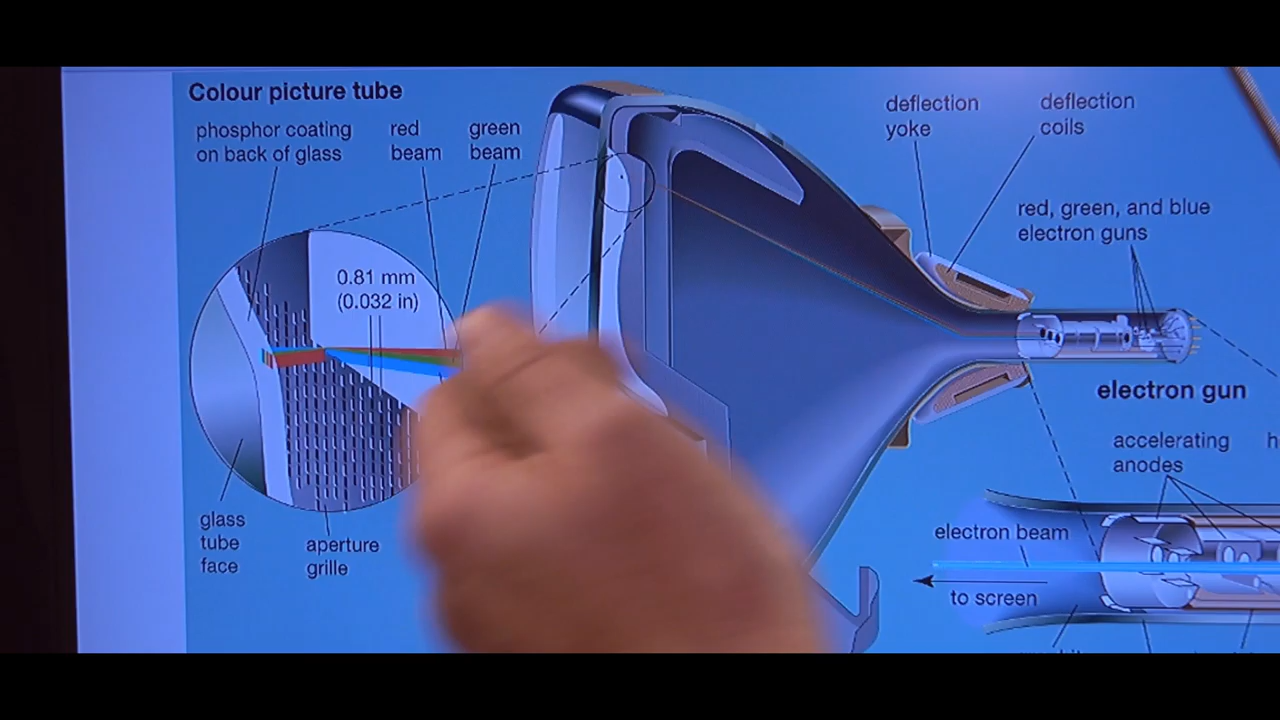 Colour picture tube
phosphor coating
on back of glass
red
beam
green
beam
deflection
yoke
deflection
coils
red, green, and blue
electron guns
0.81 mm
(0.032 in)
electron gun
accelerating
anodes
glass
tube
face
aperture
grille
electron beam
to screen